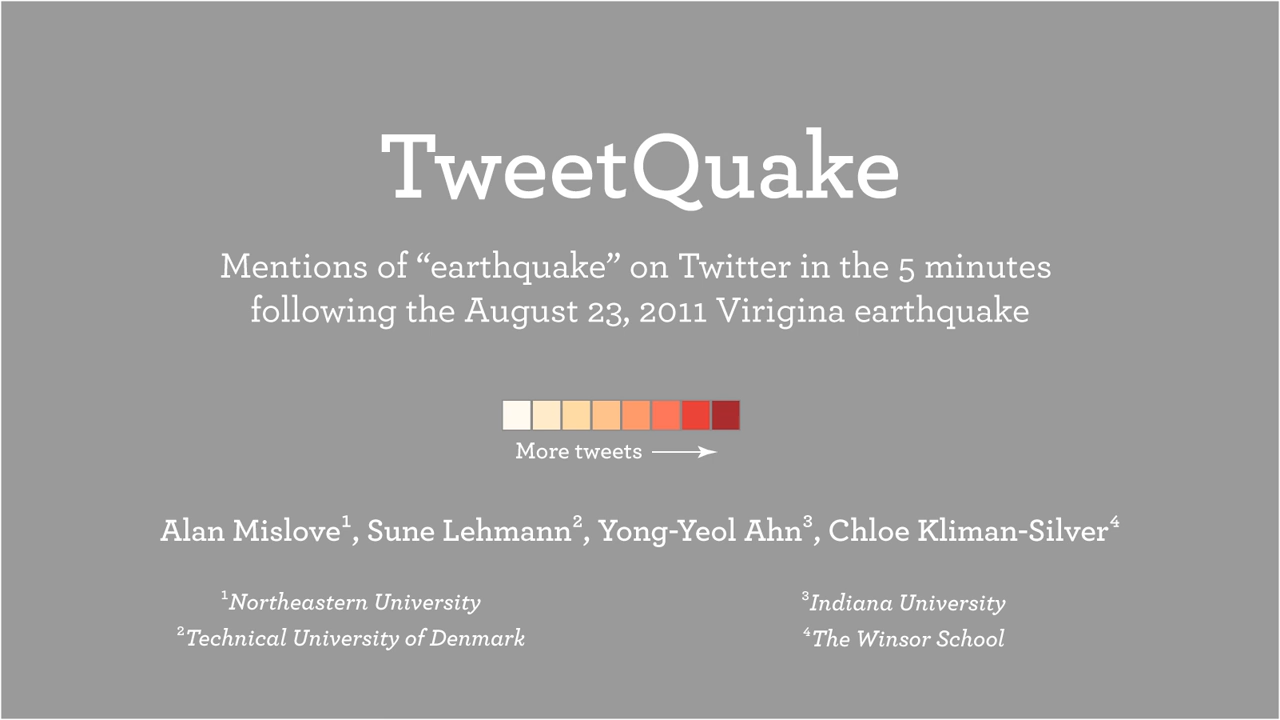 TweetQuake
Mentions of “earthquake” on Twitter in the 5 minutes
following the August 23, 2011 Virigina earthquake
More tweets
Alan Mislove¹, Sune Lehmann², Yong-Yeol Ahn³, Chloe Kliman-Silver⁴
¹Northeastern University
²Technical University of Denmark
³Indiana University
⁴The Winsor School